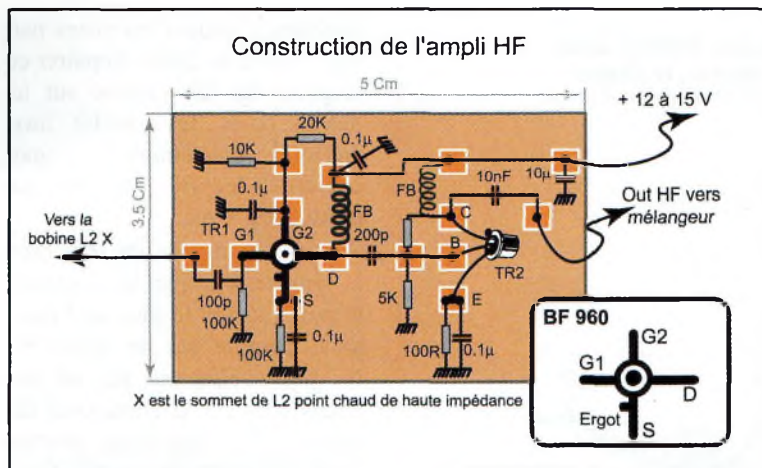 Construction de l'ampli HF
5 Cm
3.5 Cm
+ 12 à 15 V
20K
0.1µ
10K
10nF
10µ
FB
FB
0.1µ
C
Out HF vers
mélangeur
Vers la
bobine L2 X
TR1
G1
G2
200p
B
TR2
D
100p
5K
S
E
100K
0.1µ
100K
100R
0.1µ
BF 960
G2
G1
D
Ergot
S
X est le sommet de L2 point chaud de haute impédance